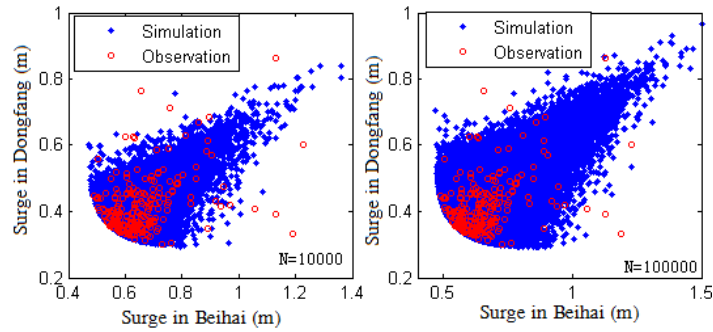 Simulation
Observation
Surge in Dongfang (m)
1
0.8
0.6
0.4
0.2
N=10000
0.4
0.6
0.8
1
1.2
1.4
Surge in Beihai (m)
Simulation
Observation
Surge in Dongfang (m)
1
0.8
0.6
0.4
0.2
N=100000
0.5
1
1.5
Surge in Beihai (m)